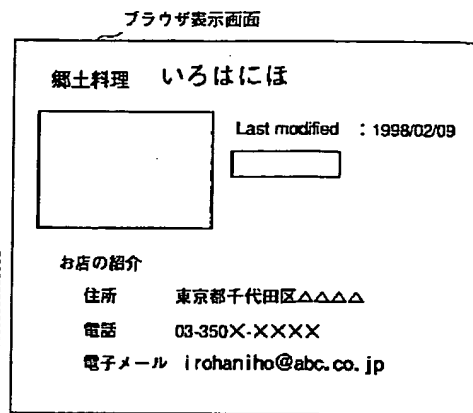 ブラウザ表示画面
郷土料理 いろはにほ
Last modified : 1998/02/09
お店の紹介
住所 東京都千代田区△△△△
電話 03-350X-XXXX
電子メール irohaniho@abc.co.jp